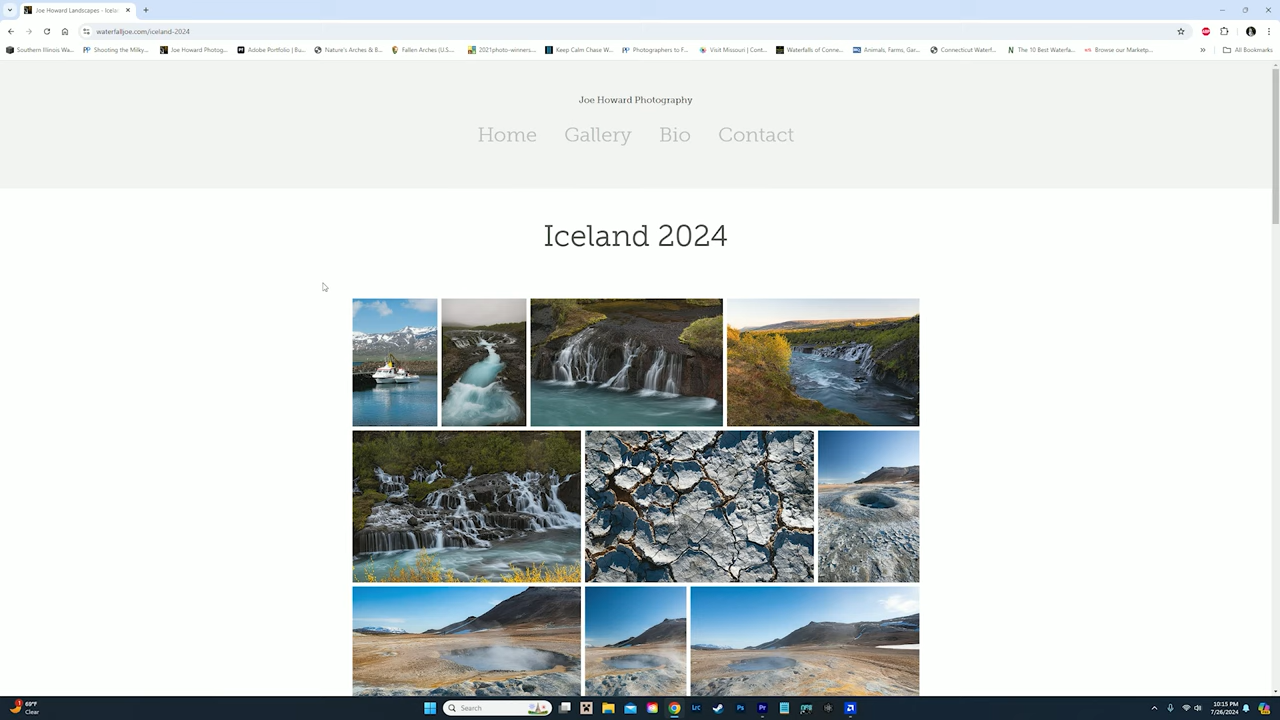 Joe Howard Landscapes - Icela
waterfalljoe.com/iceland-2024
Southern Illinois Wa...
Shooting the Milky...
Joe Howard Photog...
Adobe Portfolio | Bu...
Nature's Arches & B...
Fallen Arches (U.S....
2021photo-winners...
Keep Calm Chase W...
Photographers to F...
Visit Missouri | Cont...
Waterfalls of Conne...
Animals, Farms, Gar...
Connecticut Waterf...
The 10 Best Waterfa...
Browse our Marketp...
All Bookmarks
Joe Howard Photography
Home Gallery Bio Contact
Iceland 2024
69°F
Clear
Search
10:15 PM
7/26/2024